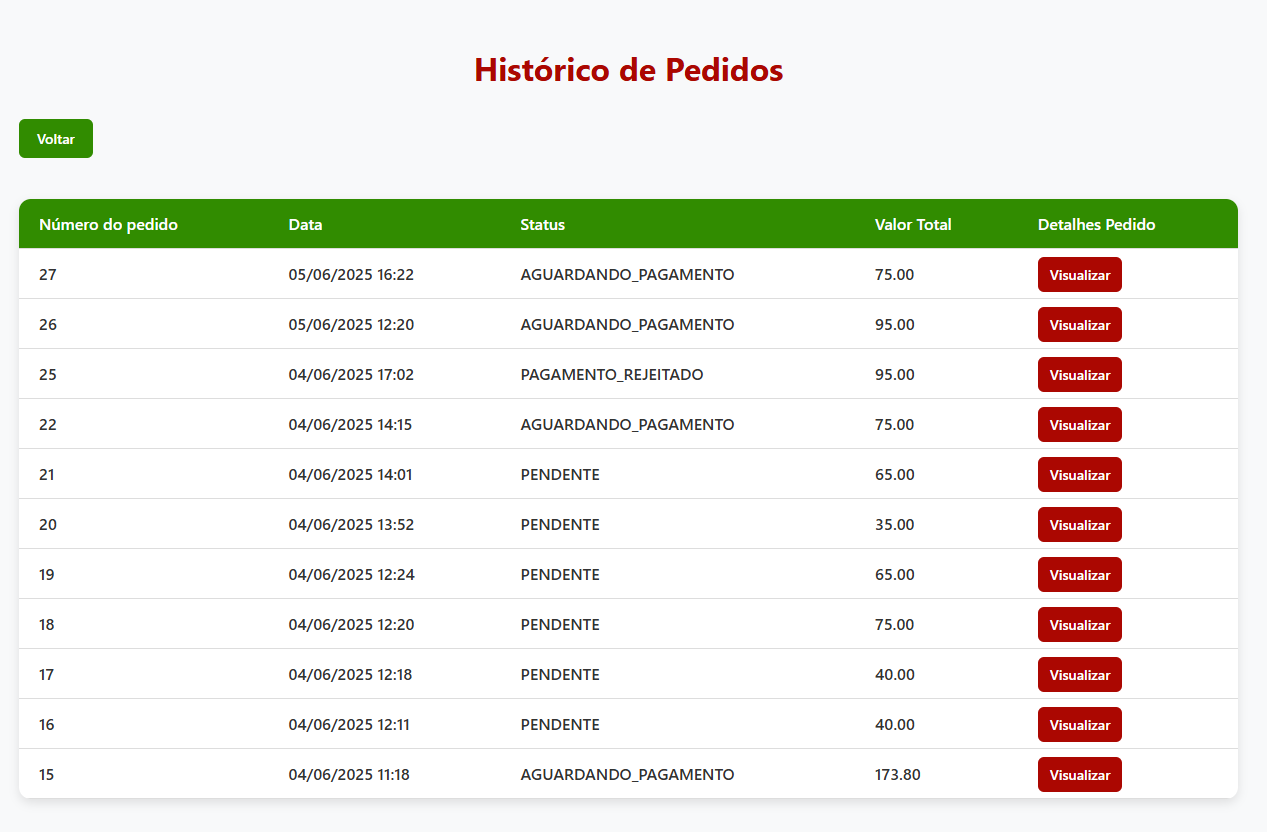 Histórico de Pedidos
Voltar
Número do pedido Data Status Valor Total Detalhes Pedido
27 05/06/2025 16:22 AGUARDANDO_PAGAMENTO 75.00 Visualizar
26 05/06/2025 12:20 AGUARDANDO_PAGAMENTO 95.00 Visualizar
25 04/06/2025 17:02 PAGAMENTO_REJEITADO 95.00 Visualizar
22 04/06/2025 14:15 AGUARDANDO_PAGAMENTO 75.00 Visualizar
21 04/06/2025 14:01 PENDENTE 65.00 Visualizar
20 04/06/2025 13:52 PENDENTE 35.00 Visualizar
19 04/06/2025 12:24 PENDENTE 65.00 Visualizar
18 04/06/2025 12:20 PENDENTE 75.00 Visualizar
17 04/06/2025 12:18 PENDENTE 40.00 Visualizar
16 04/06/2025 12:11 PENDENTE 40.00 Visualizar
15 04/06/2025 11:18 AGUARDANDO_PAGAMENTO 173.80 Visualizar